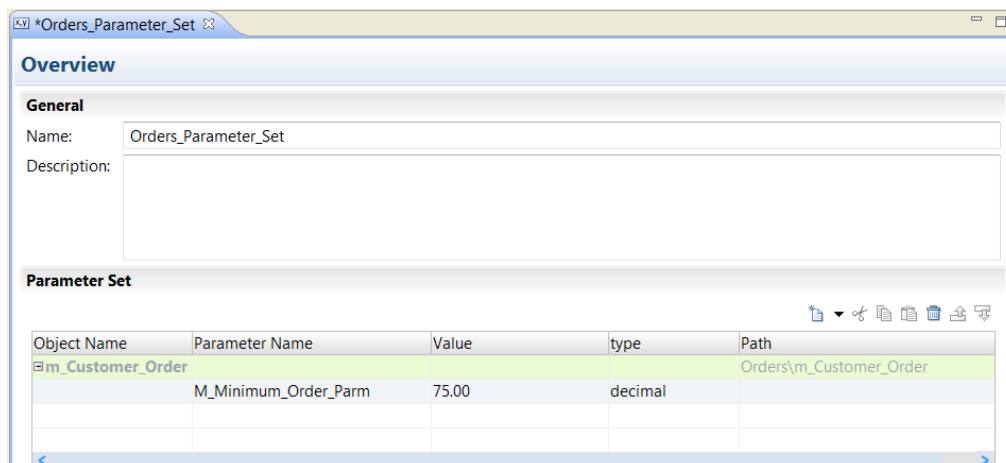 *Orders_Parameter_Set
Overview
General
Name: Orders_Parameter_Set
Description:
Parameter Set
Object Name Parameter Name Value type Path
m_Customer_Order Orders\m_Customer_Order
M_Minimum_Order_Parm 75.00 decimal